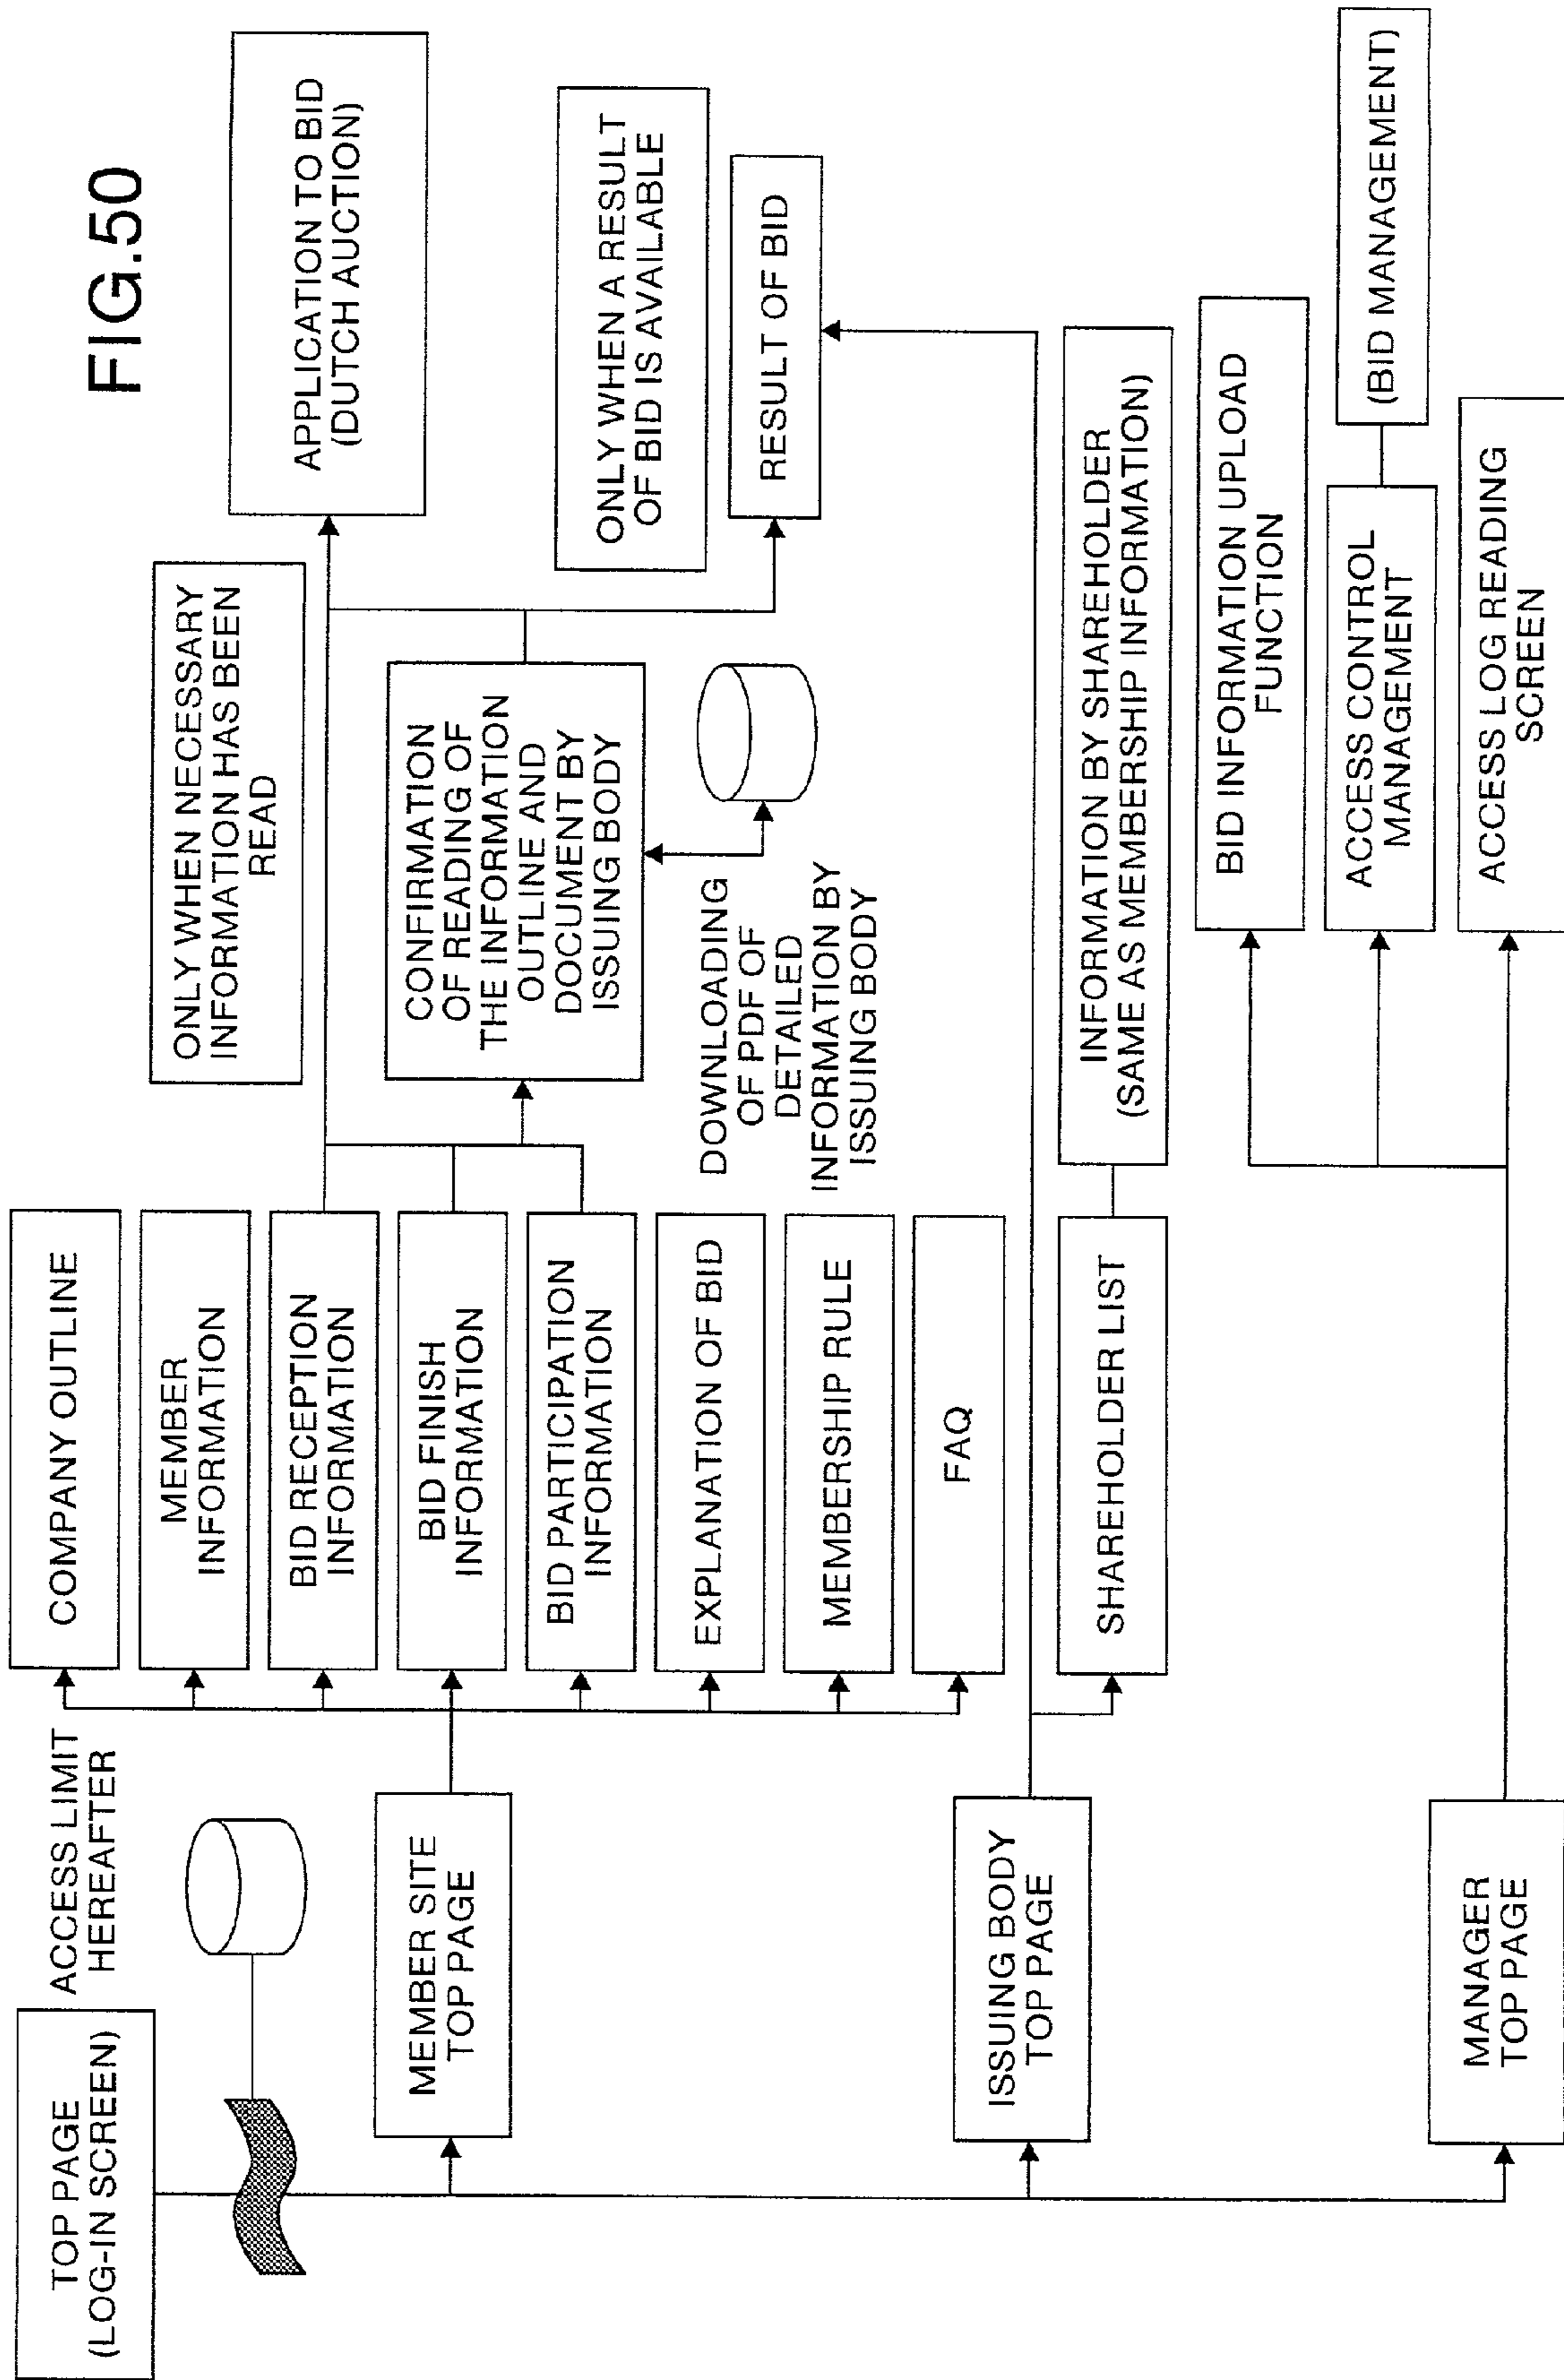 FIG.50
TOP PAGE
(LOG-IN SCREEN)
ACCESS LIMIT
HEREAFTER
MEMBER SITE
TOP PAGE
COMPANY OUTLINE
MEMBER
INFORMATION
BID RECEPTION
INFORMATION
BID FINISH
INFORMATION
BID PARTICIPATION
INFORMATION
EXPLANATION OF BID
MEMBERSHIP RULE
FAQ
ONLY WHEN NECESSARY
INFORMATION HAS BEEN
READ
CONFIRMATION
OF READING OF
THE INFORMATION
OUTLINE AND
DOCUMENT BY
ISSUING BODY
DOWNLOADING
OF PDF OF
DETAILED
INFORMATION BY
ISSUING BODY
APPLICATION TO BID
(DUTCH AUCTION)
ONLY WHEN A RESULT
OF BID IS AVAILABLE
RESULT OF BID
ISSUING BODY
TOP PAGE
SHAREHOLDER LIST
INFORMATION BY SHAREHOLDER
(SAME AS MEMBERSHIP INFORMATION)
MANAGER
TOP PAGE
BID INFORMATION UPLOAD
FUNCTION
ACCESS CONTROL
MANAGEMENT
(BID MANAGEMENT)
ACCESS LOG READING
SCREEN